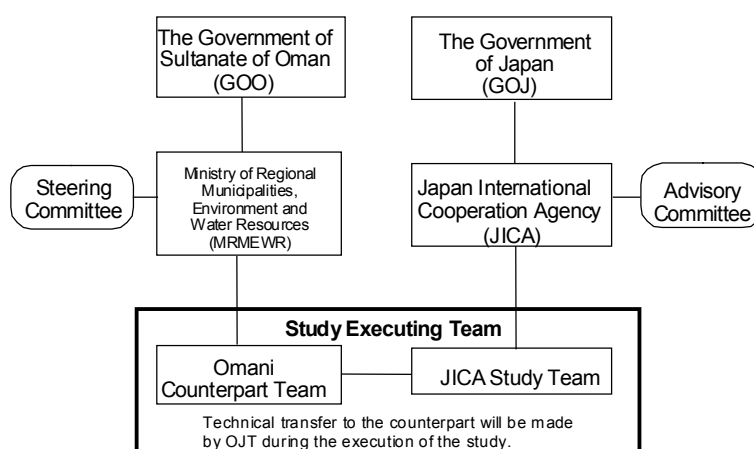 The Government of
Sultanate of Oman
(GOO)
The Government
of Japan
(GOJ)
Steering
Committee
Ministry of Regional
Municipalities,
Environment and
Water Resources
(MRMEWR)
Japan International
Cooperation Agency
(JICA)
Advisory
Committee
Study Executing Team
Omani
Counterpart Team
JICA Study Team
Technical transfer to the counterpart will be made
by OJT during the execution of the study.